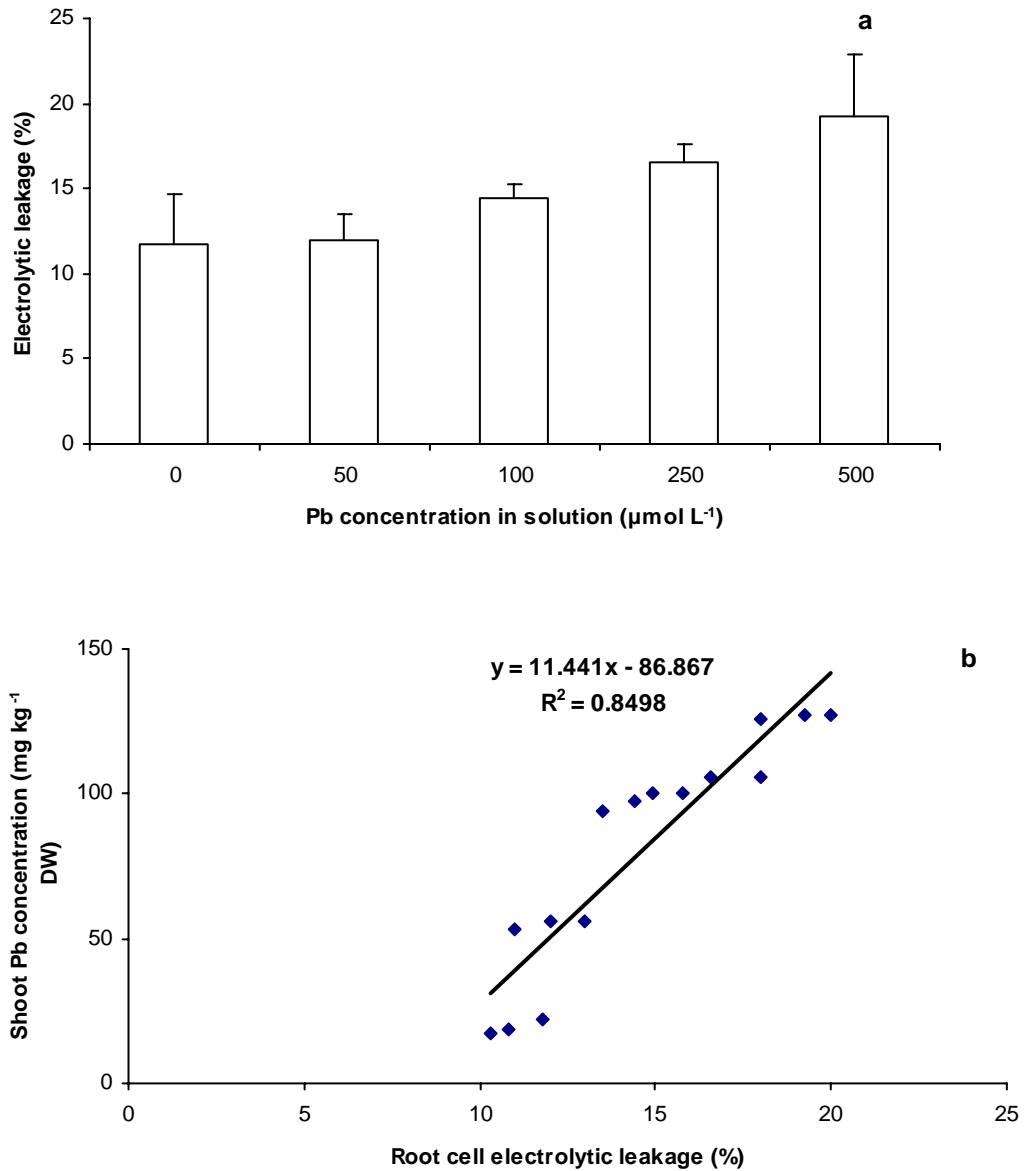 a
25
20
15
10
5
0
Electrolytic leakage (%)
0 50 100 250 500
Pb concentration in solution (µmol L⁻¹)
b
y = 11.441x - 86.867
R² = 0.8498
150
100
50
0
Shoot Pb concentration (mg kg⁻¹
DW)
0 5 10 15 20 25
Root cell electrolytic leakage (%)